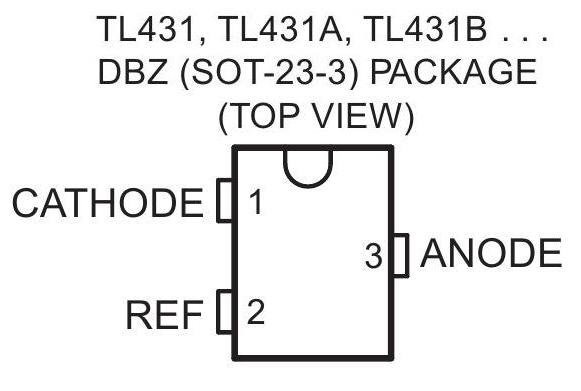 TL431, TL431A, TL431B . . .
DBZ (SOT-23-3) PACKAGE
(TOP VIEW)
CATHODE 1
3 ANODE
REF 2